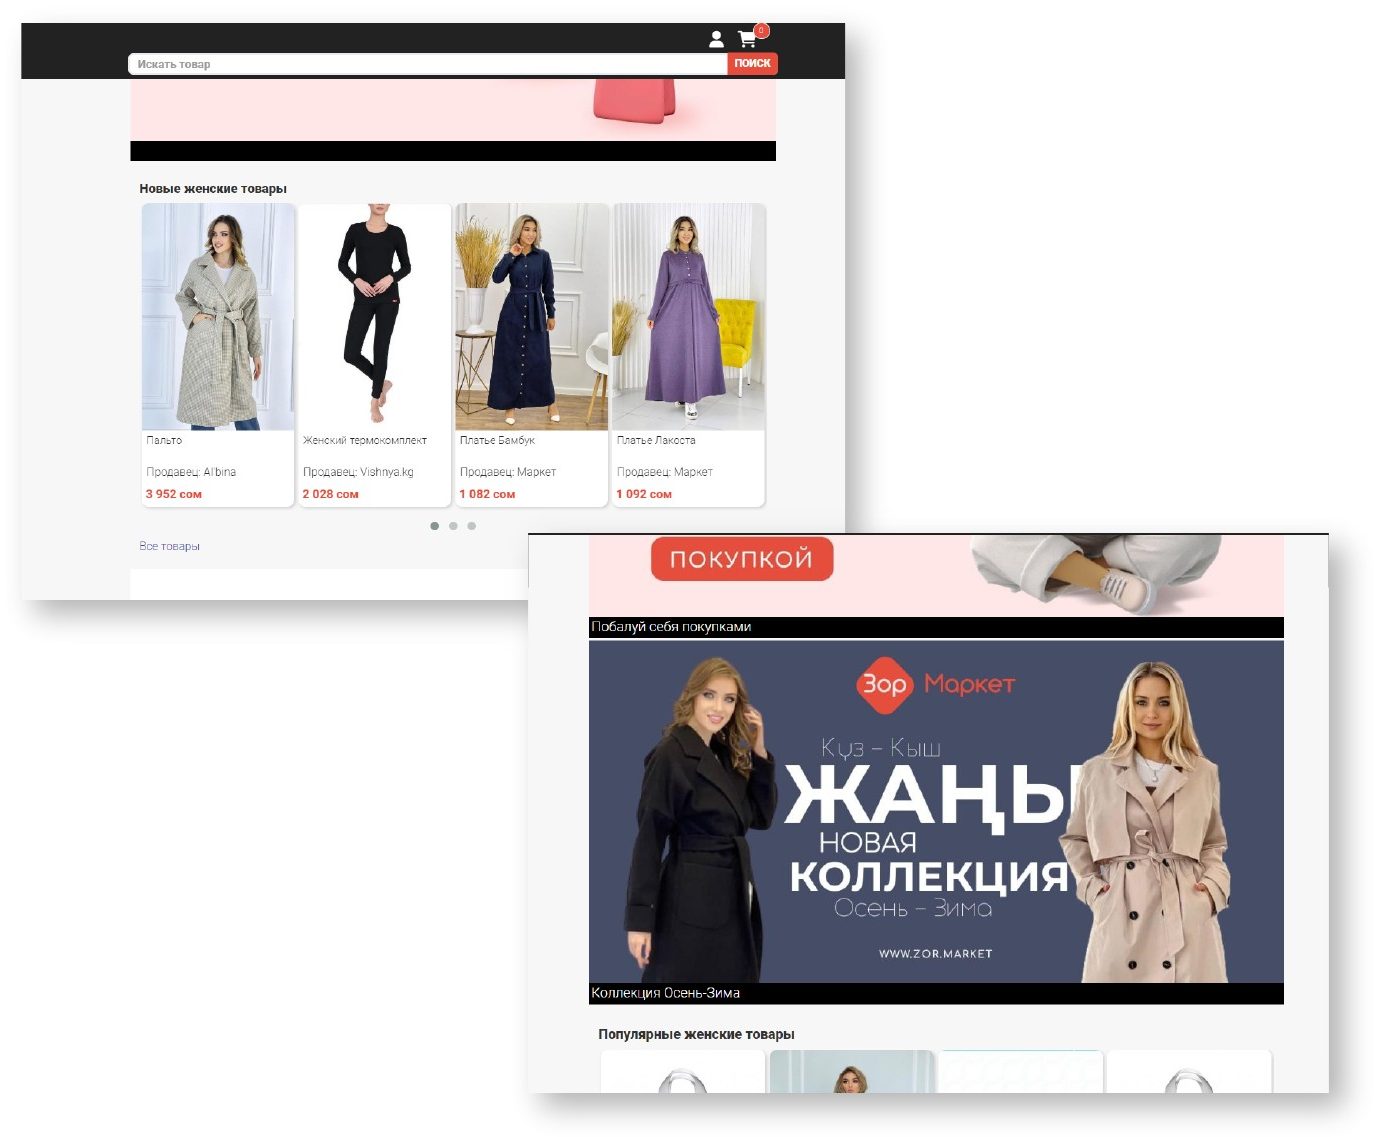 0
Искать товар
ПОИСК
Новые женские товары
Пальто
Продавец: Al'bina
3 952 сом
Женский термокомплект
Продавец: Vishnya.kg
2 028 сом
Платье Бамбук
Продавец: Маркет
1 082 сом
Платье Лакоста
Продавец: Маркет
1 092 сом
Все товары
ПОКУПКОЙ
Побалуй себя покупками
Зор Маркет
Күз – Кыш
ЖАҢЫ
НОВАЯ
КОЛЛЕКЦИЯ
Осень – Зима
WWW.ZOR.MARKET
Коллекция Осень-Зима
Популярные женские товары